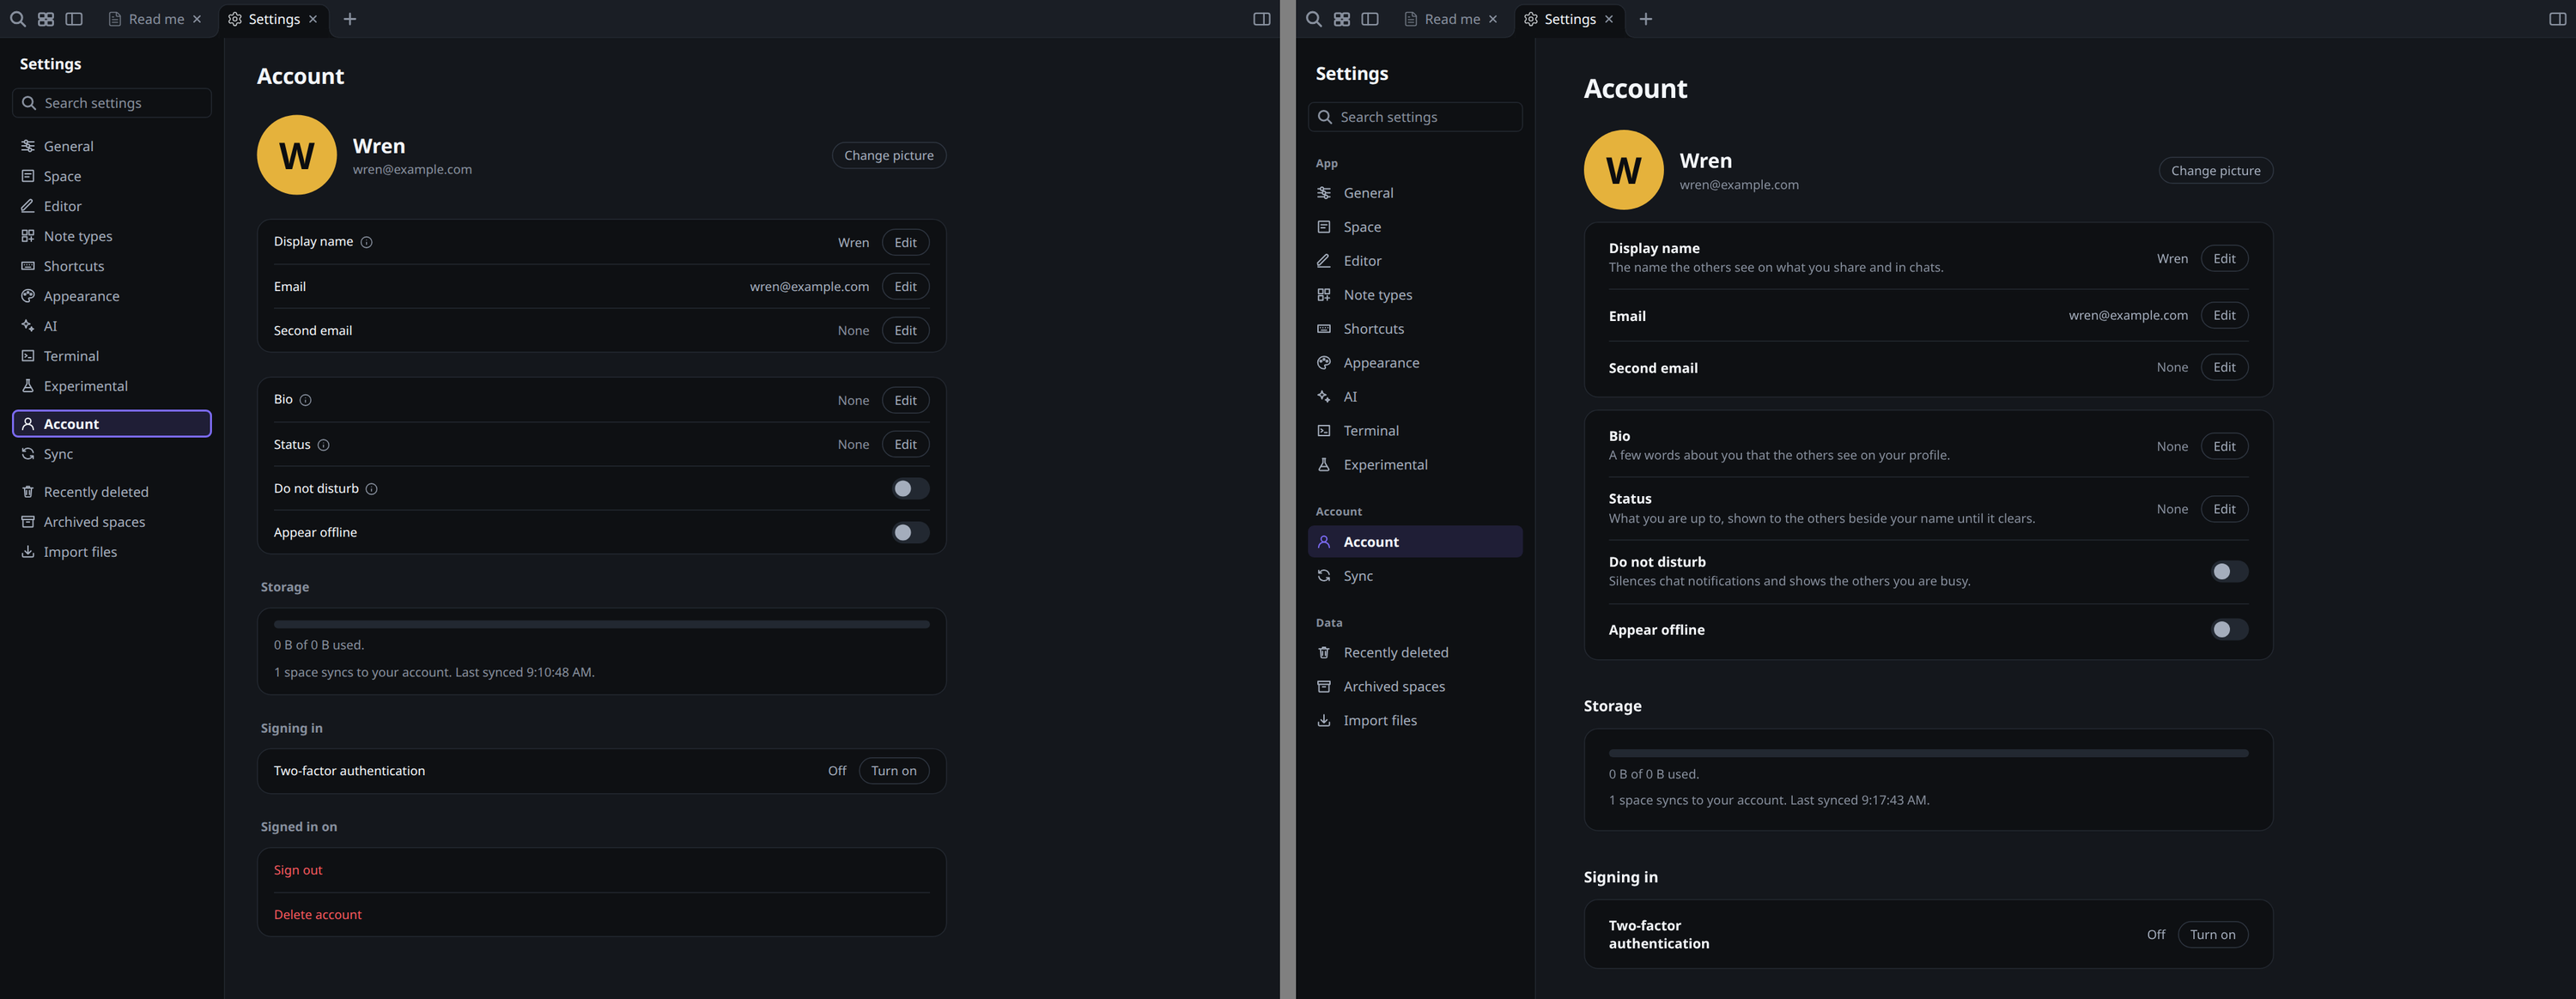 Read me
Settings
Settings
Search settings
General
Space
Editor
Note types
Shortcuts
Appearance
AI
Terminal
Experimental
Account
Sync
Recently deleted
Archived spaces
Import files
Account
W
Wren
wren@example.com
Change picture
Display name Wren Edit
Email wren@example.com Edit
Second email None Edit
Bio None Edit
Status None Edit
Do not disturb
Appear offline
Storage
0 B of 0 B used.
1 space syncs to your account. Last synced 9:10:48 AM.
Signing in
Two-factor authentication Off Turn on
Signed in on
Sign out
Delete account
Read me
Settings
Settings
Search settings
App
General
Space
Editor
Note types
Shortcuts
Appearance
AI
Terminal
Experimental
Account
Account
Sync
Data
Recently deleted
Archived spaces
Import files
Account
W
Wren
wren@example.com
Change picture
Display name
The name the others see on what you share and in chats.
Wren Edit
Email wren@example.com Edit
Second email None Edit
Bio
A few words about you that the others see on your profile.
None Edit
Status
What you are up to, shown to the others beside your name until it clears.
None Edit
Do not disturb
Silences chat notifications and shows the others you are busy.
Appear offline
Storage
0 B of 0 B used.
1 space syncs to your account. Last synced 9:17:43 AM.
Signing in
Two-factor
authentication
Off Turn on